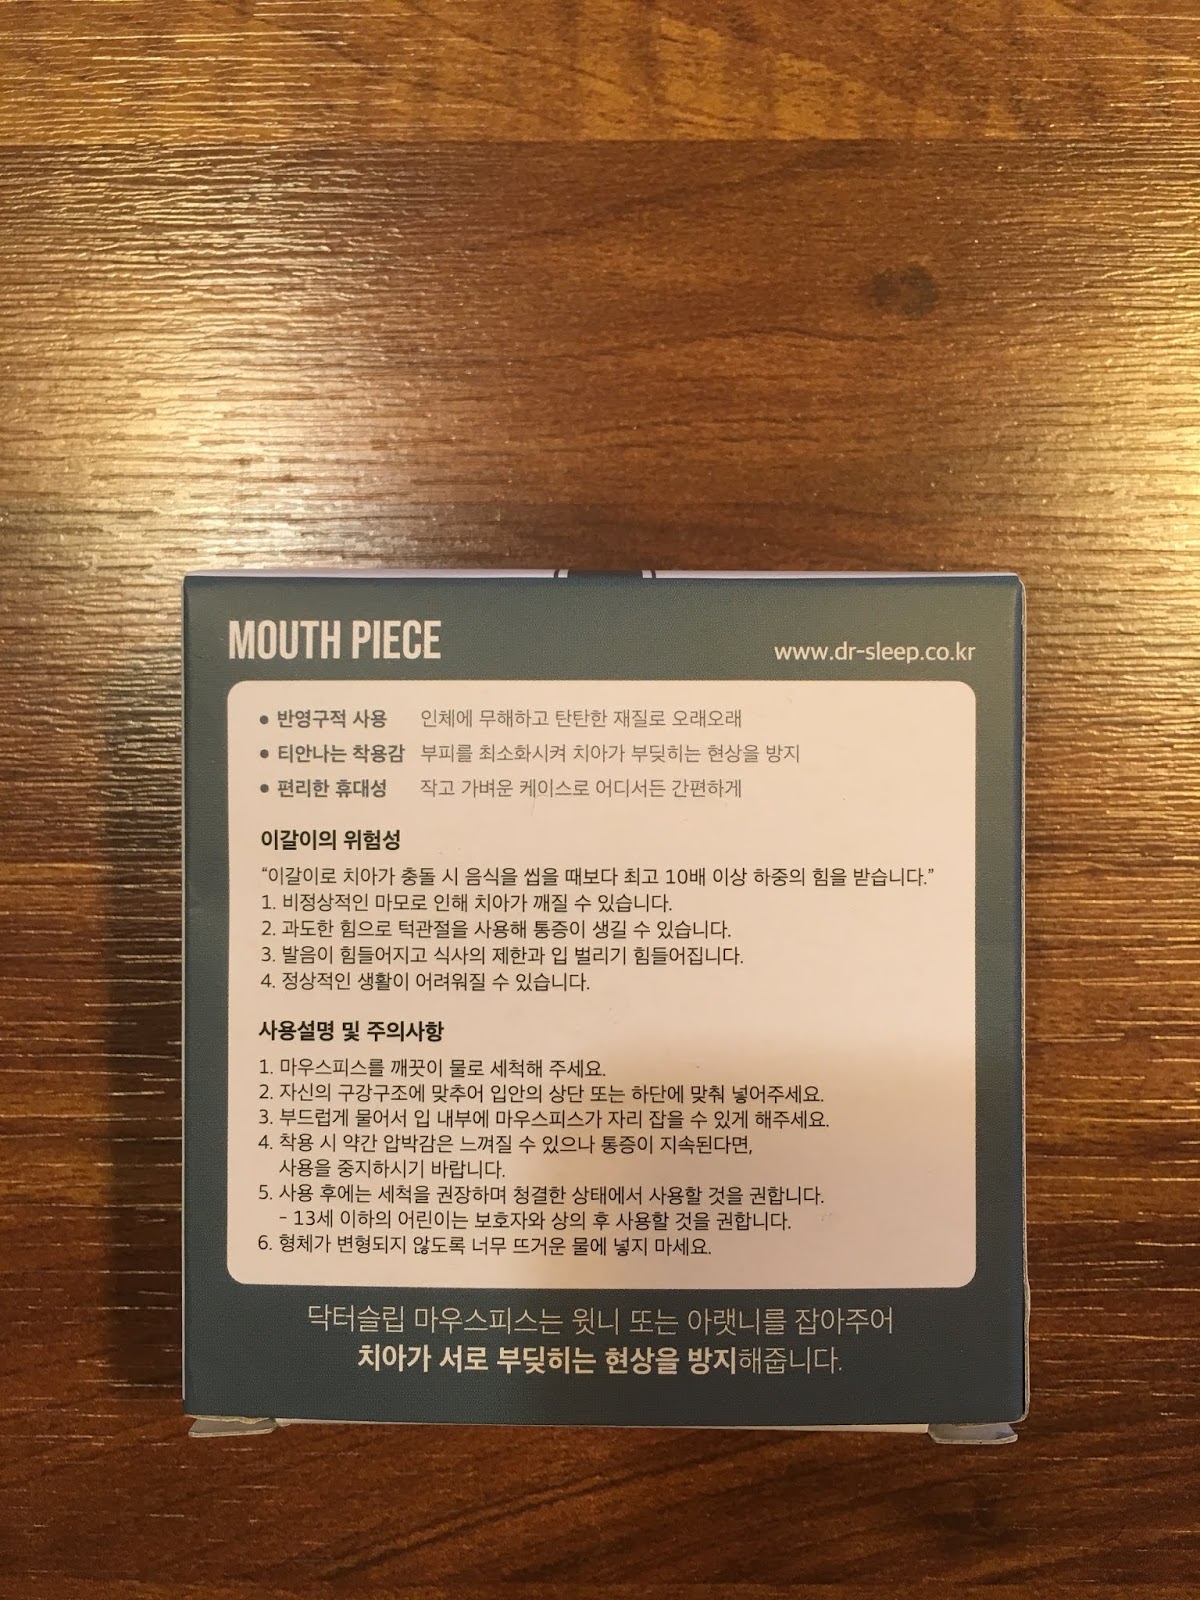 MOUTH PIECE
www.dr-sleep.co.kr
● 반영구적 사용 인체에 무해하고 탄탄한 재질로 오래오래
● 티안나는 착용감 부피를 최소화시켜 치아가 부딪히는 현상을 방지
● 편리한 휴대성 작고 가벼운 케이스로 어디서든 간편하게
이갈이의 위험성
“이갈이로 치아가 충돌 시 음식을 씹을 때보다 최고 10배 이상 하중의 힘을 받습니다.”
1. 비정상적인 마모로 인해 치아가 깨질 수 있습니다.
2. 과도한 힘으로 턱관절을 사용해 통증이 생길 수 있습니다.
3. 발음이 힘들어지고 식사의 제한과 입 벌리기 힘들어집니다.
4. 정상적인 생활이 어려워질 수 있습니다.
사용설명 및 주의사항
1. 마우스피스를 깨끗이 물로 세척해 주세요.
2. 자신의 구강구조에 맞추어 입안의 상단 또는 하단에 맞춰 넣어주세요.
3. 부드럽게 물어서 입 내부에 마우스피스가 자리 잡을 수 있게 해주세요.
4. 착용 시 약간 압박감은 느껴질 수 있으나 통증이 지속된다면,
사용을 중지하시기 바랍니다.
5. 사용 후에는 세척을 권장하며 청결한 상태에서 사용할 것을 권합니다.
- 13세 이하의 어린이는 보호자와 상의 후 사용할 것을 권합니다.
6. 형체가 변형되지 않도록 너무 뜨거운 물에 넣지 마세요.
닥터슬립 마우스피스는 윗니 또는 아랫니를 잡아주어
치아가 서로 부딪히는 현상을 방지해줍니다.